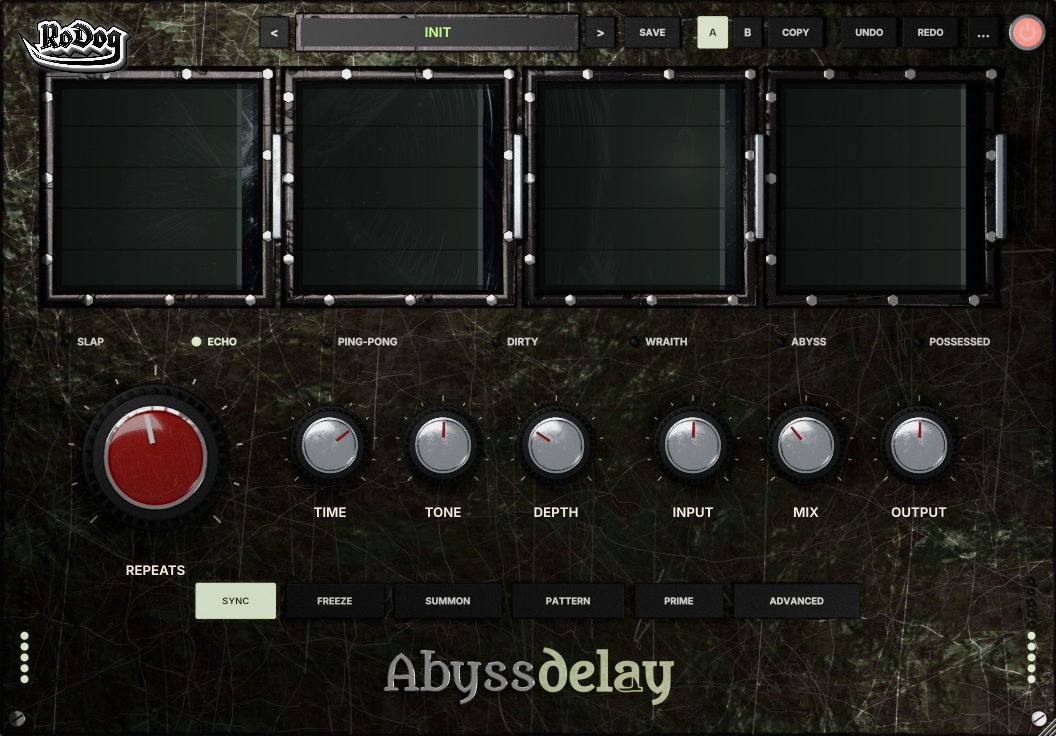 RoDog
< INIT > SAVE A B COPY UNDO REDO ...
SLAP ECHO PING-PONG DIRTY WRAITH ABYSS POSSESSED
TIME TONE DEPTH INPUT MIX OUTPUT
REPEATS
SYNC FREEZE SUMMON PATTERN PRIME ADVANCED
Abyssdelay